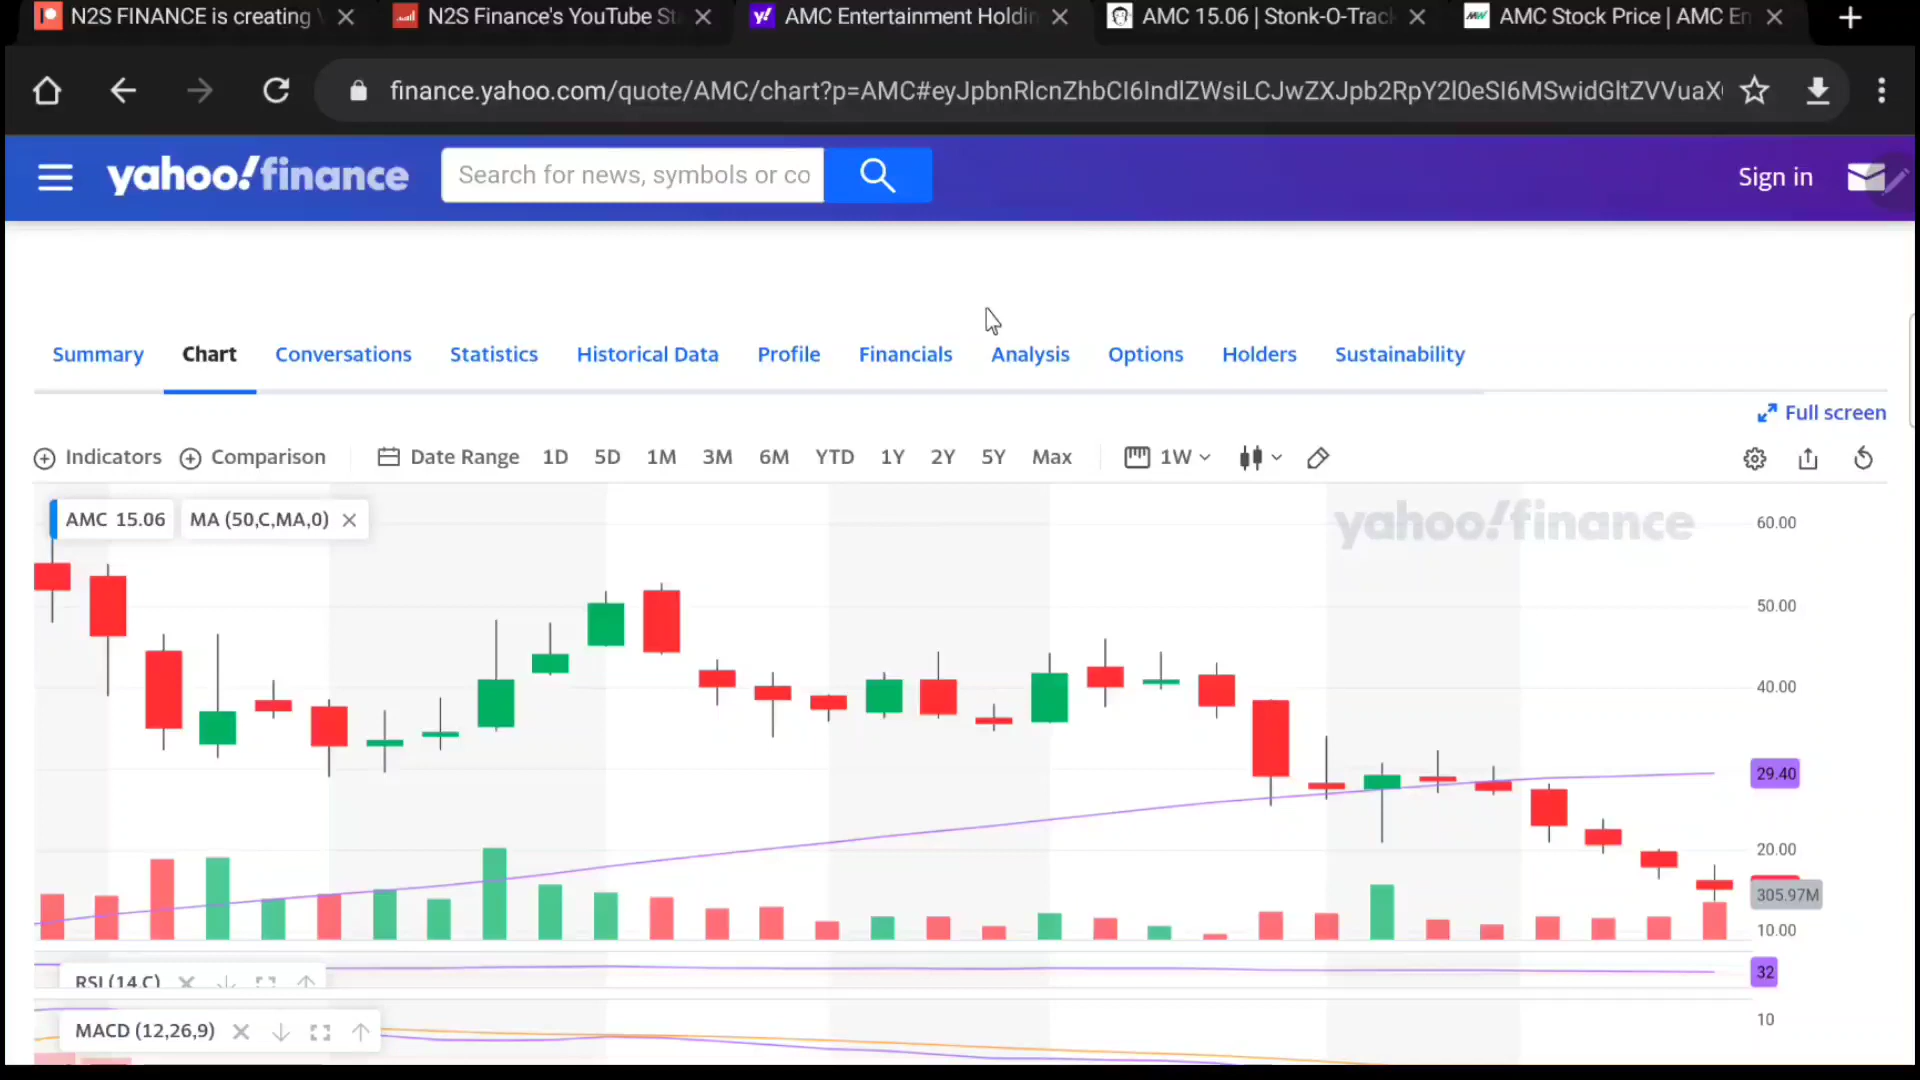 N2S FINANCE is creating
N2S Finance's YouTube St
AMC Entertainment Holdin
AMC 15.06 | Stonk-O-Trac
AMC Stock Price | AMC En
finance.yahoo.com/quote/AMC/chart?p=AMC#eyJpbnRlcnZhbCI6IndlZWsiLCJwZXJpb2RpY2l0eSI6MSwidGltZVVuaX
yahoo!finance
Search for news, symbols or co
Sign in
Summary Chart Conversations Statistics Historical Data Profile Financials Analysis Options Holders Sustainability
Full screen
Indicators Comparison Date Range 1D 5D 1M 3M 6M YTD 1Y 2Y 5Y Max 1W
AMC 15.06 MA (50,C,MA,0)
yahoo!finance
60.00
50.00
40.00
29.40
20.00
305.97M
10.00
RSI (14,C)
32
MACD (12,26,9)
10